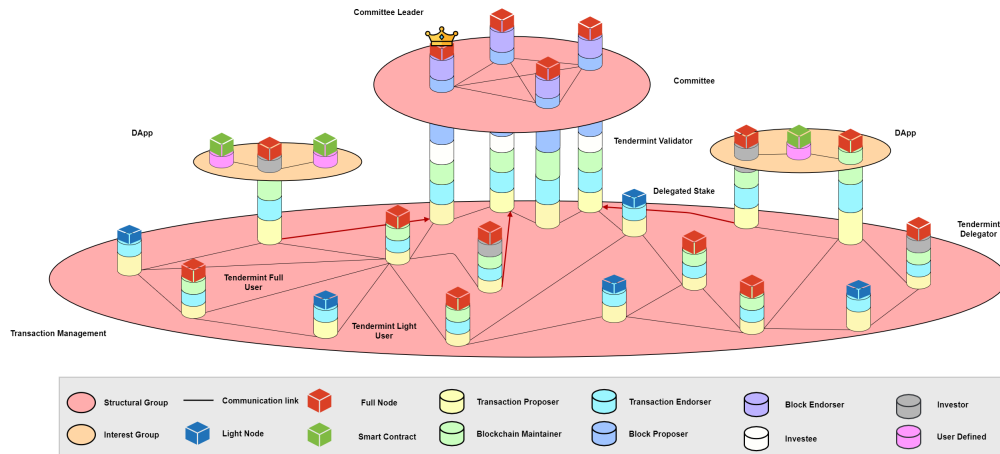 Committee Leader
Committee
DApp
Tendermint Validator
DApp
Delegated Stake
Tendermint
Delegator
Tendermint Full
User
Transaction Management
Tendermint Light
User
Structural Group
Communication link
Full Node
Transaction Proposer
Transaction Endorser
Block Endorser
Investor
Interest Group
Light Node
Smart Contract
Blockchain Maintainer
Block Proposer
Investee
User Defined